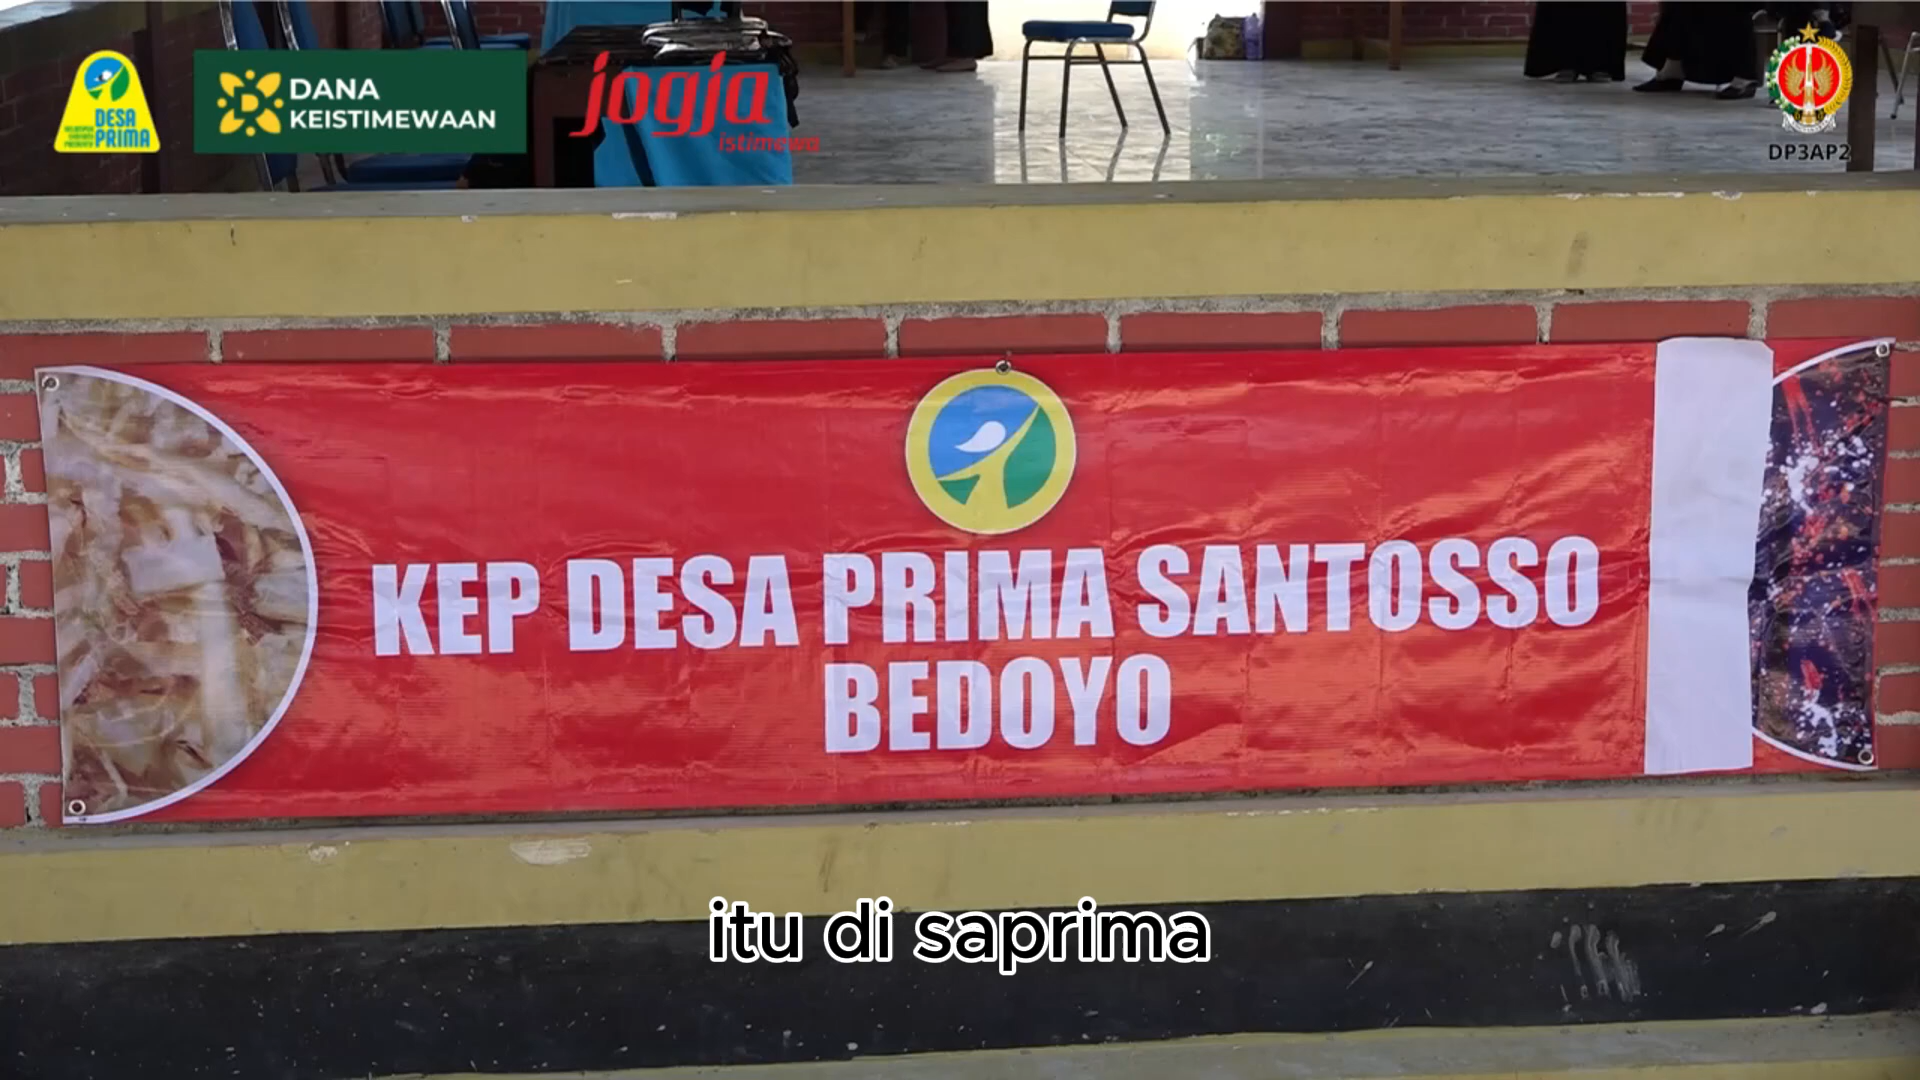 DESA
PRIMA
DANA
KEISTIMEWAAN
jogja
istimewa
DP3AP2
KEP DESA PRIMA SANTOSSO
BEDOYO
itu di saprima